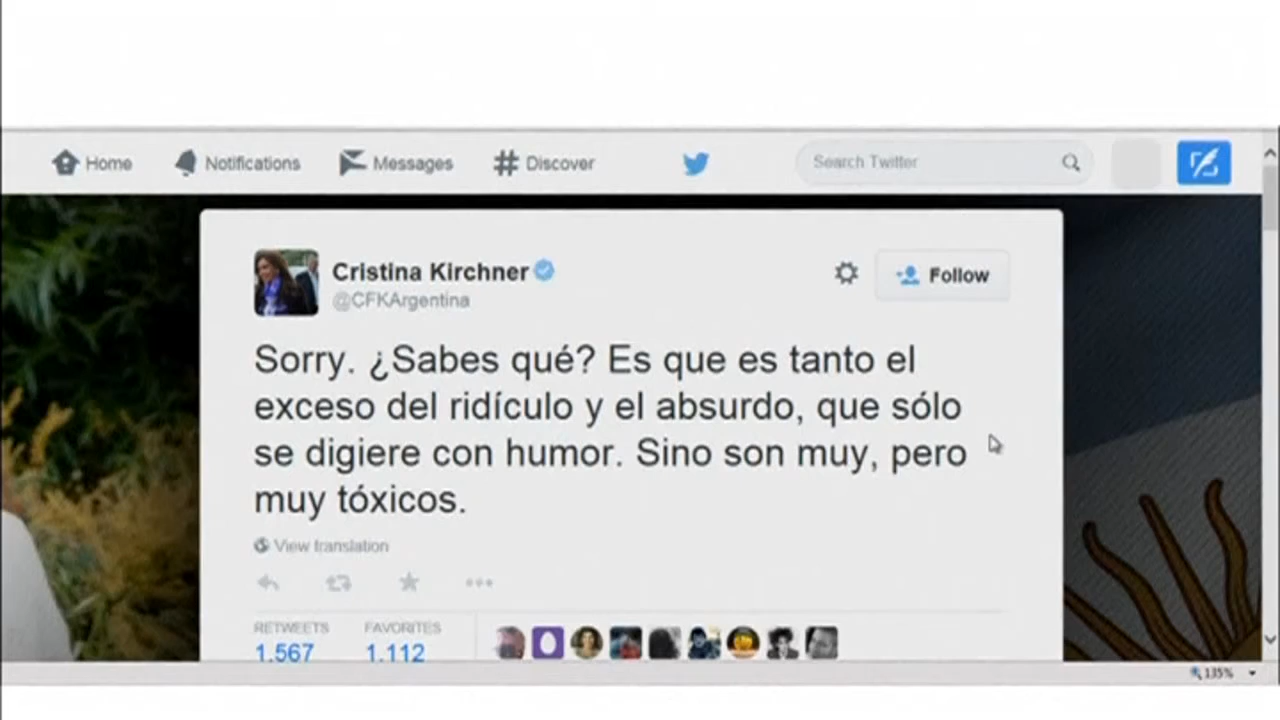 Home Notifications Messages Discover Search Twitter
Cristina Kirchner
@CFKArgentina
Follow
Sorry. ¿Sabes qué? Es que es tanto el
exceso del ridículo y el absurdo, que sólo
se digiere con humor. Sino son muy, pero
muy tóxicos.
View translation
RETWEETS FAVORITES
1.567 1.112
135%